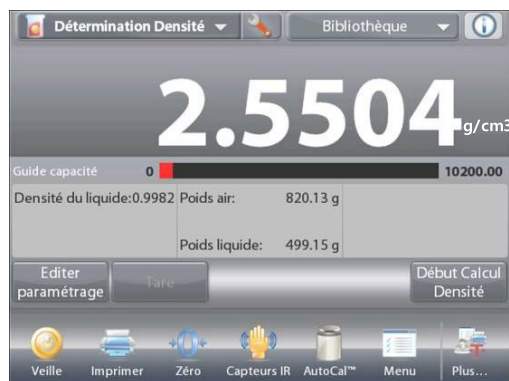 Détermination Densité
Bibliothèque
2.5504 g/cm3
Guide capacité 0 10200.00
Densité du liquide:0.9982 Poids air: 820.13 g
Poids liquide: 499.15 g
Editer paramétrage
Tare
Début Calcul Densité
Veille Imprimer Zéro Capteurs IR AutoCal™ Menu Plus...